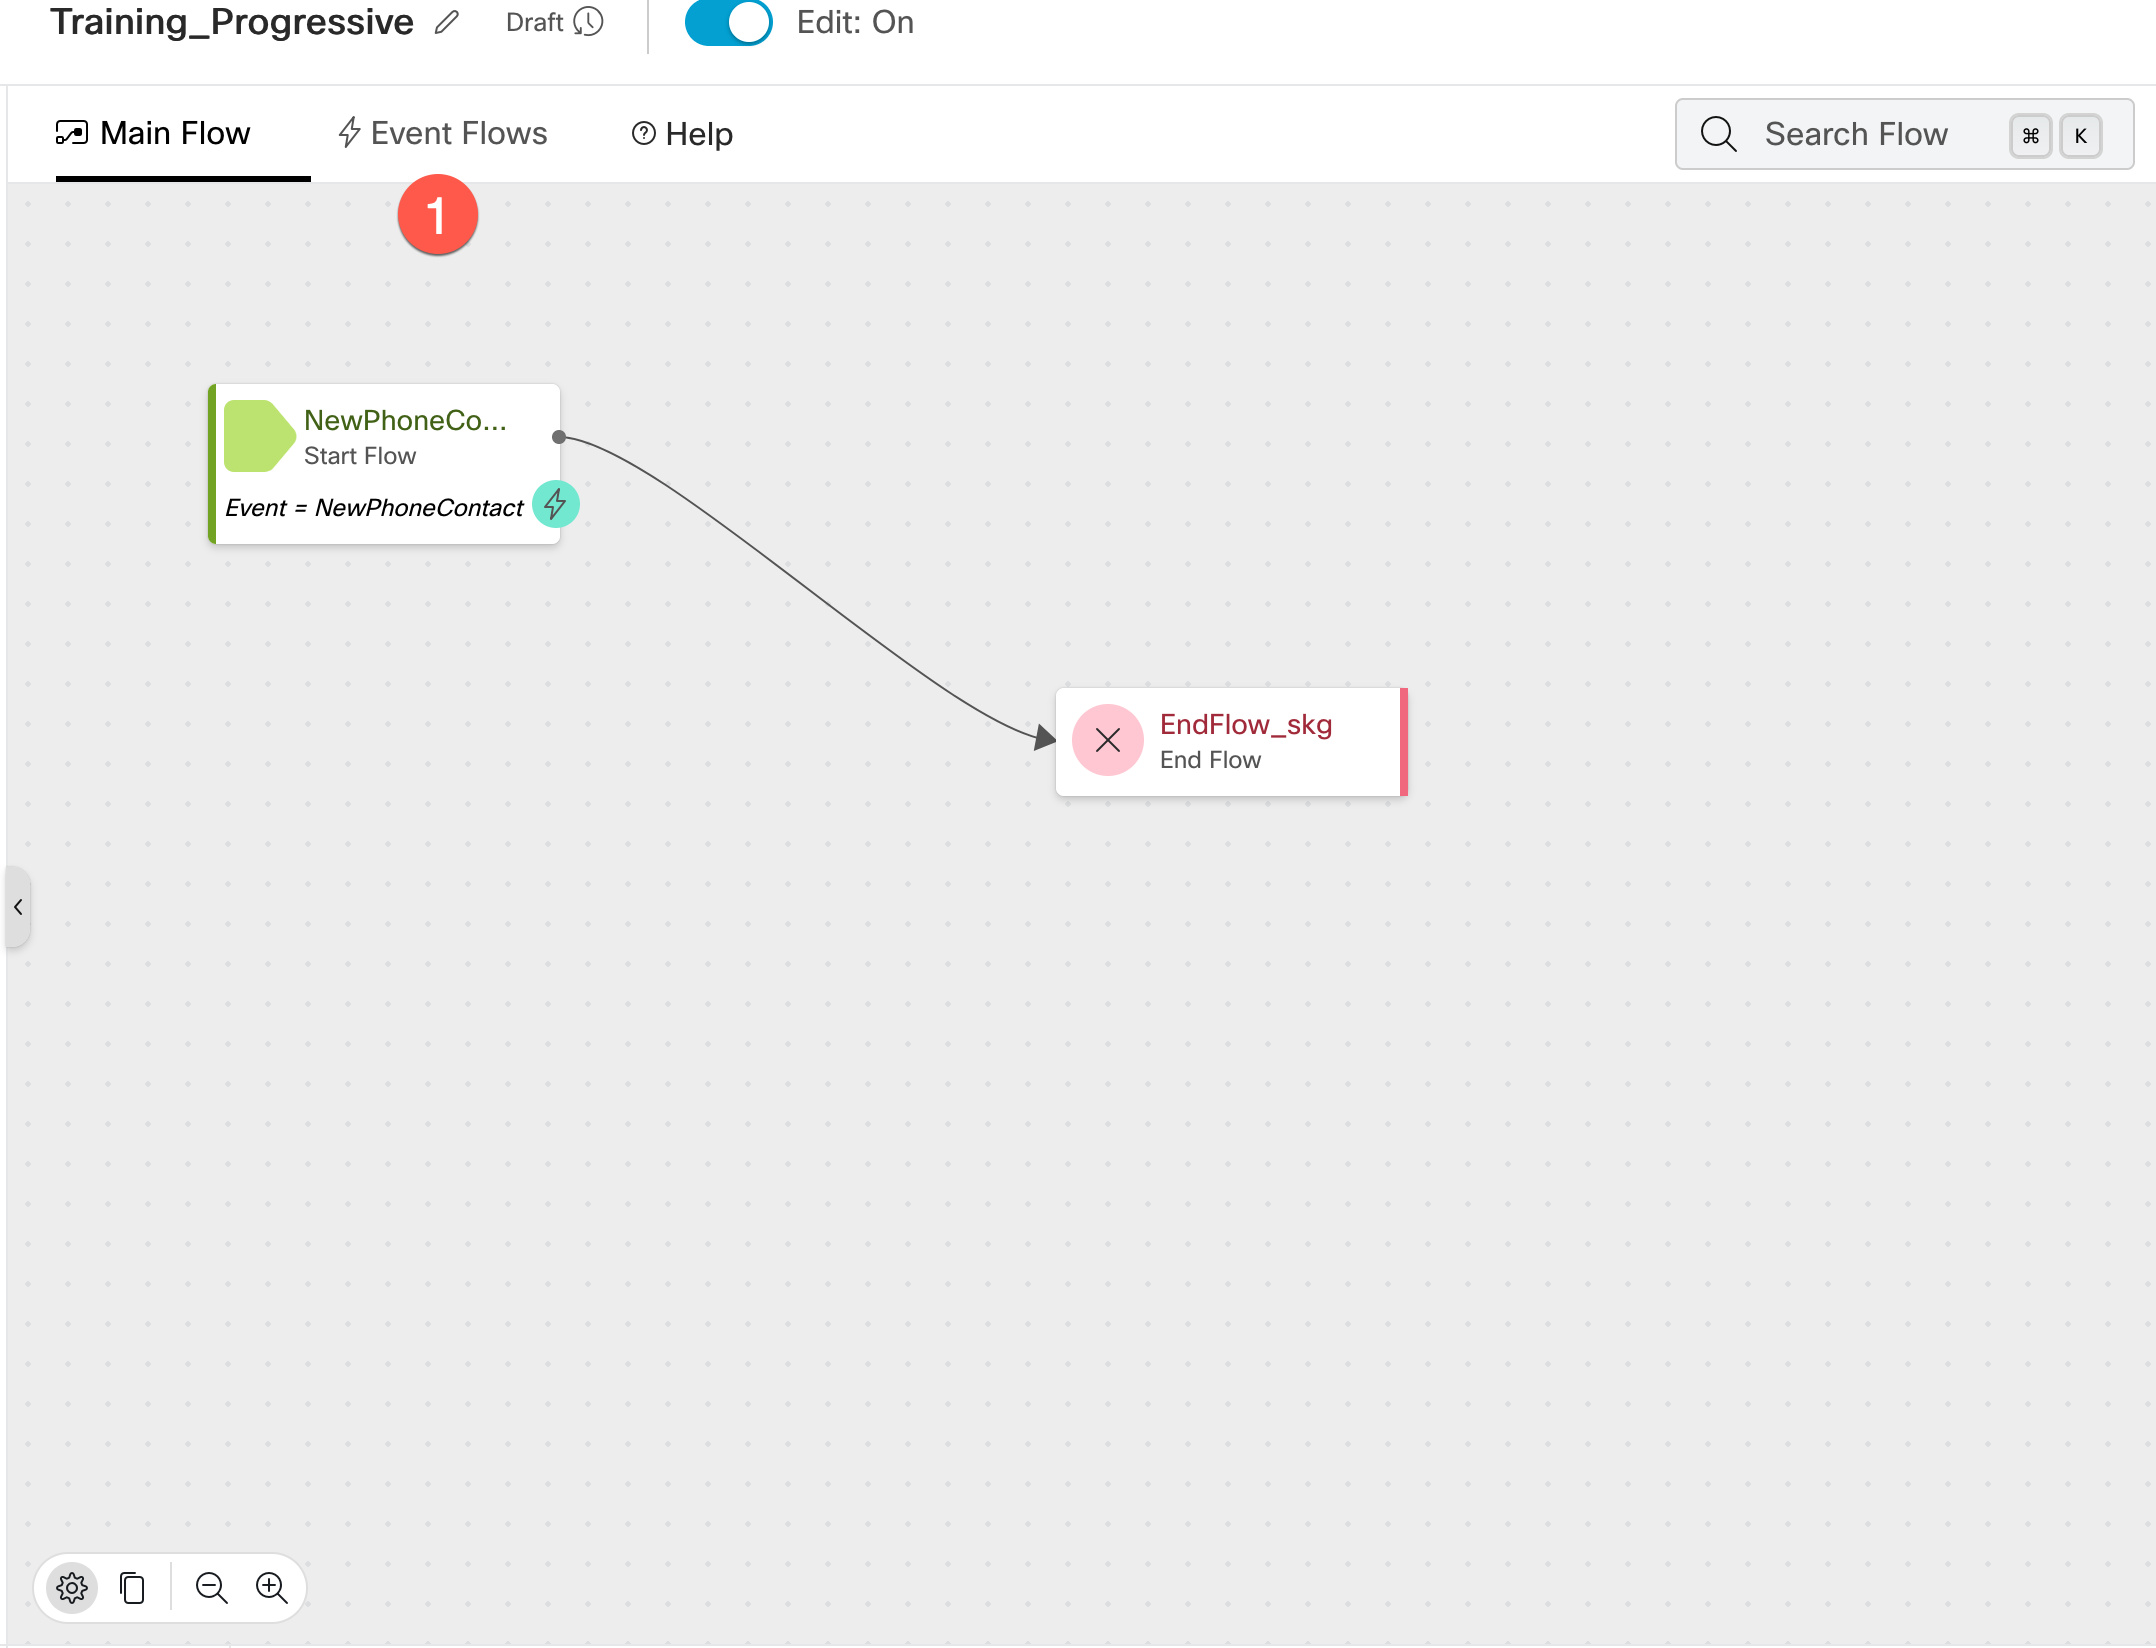 Training_Progressive
Draft
Edit: On
Main Flow
Event Flows
Help
Search Flow
⌘ K
1
NewPhoneCo...
Start Flow
Event = NewPhoneContact
EndFlow_skg
End Flow